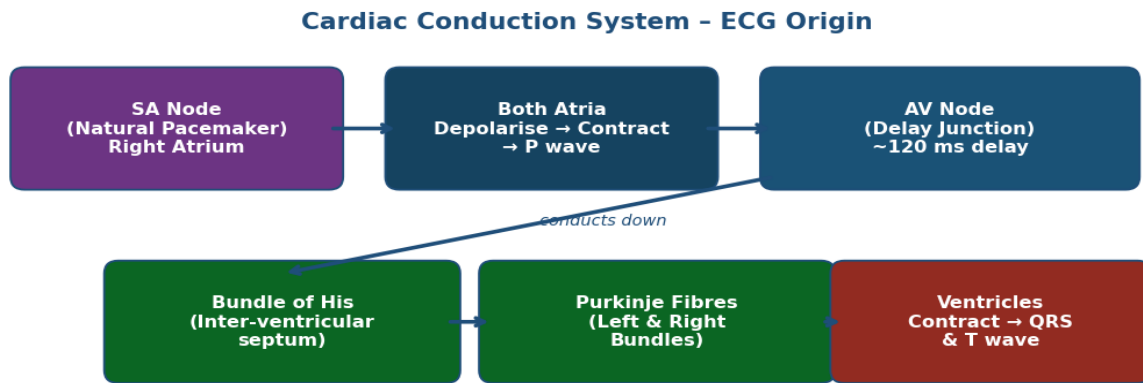 Cardiac Conduction System – ECG Origin
SA Node
(Natural Pacemaker)
Right Atrium
Both Atria
Depolarise → Contract
→ P wave
AV Node
(Delay Junction)
~120 ms delay
conducts down
Bundle of His
(Inter-ventricular
septum)
Purkinje Fibres
(Left & Right
Bundles)
Ventricles
Contract → QRS
& T wave